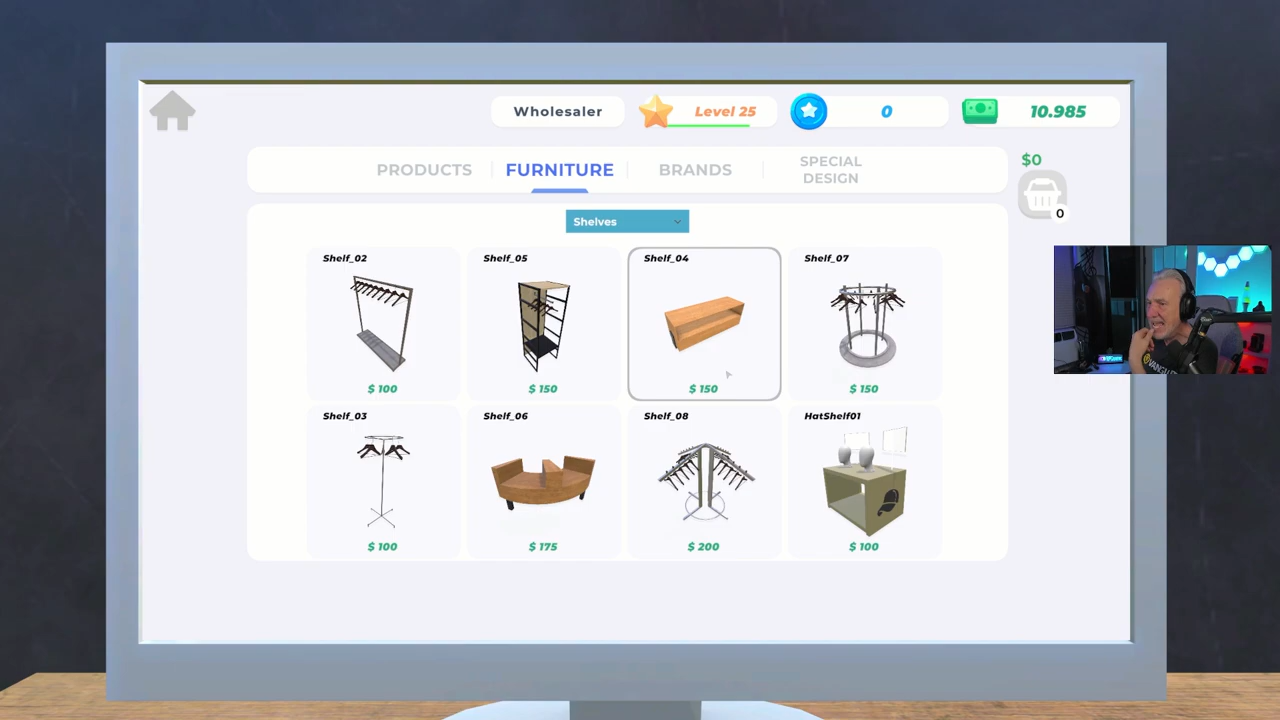 Wholesaler
Level 25
0
10.985
PRODUCTS
FURNITURE
BRANDS
SPECIAL
DESIGN
$0
0
Shelves
Shelf_02
Shelf_05
Shelf_04
Shelf_07
$ 100
$ 150
$ 150
$ 150
Shelf_03
Shelf_06
Shelf_08
HatShelf01
$ 100
$ 175
$ 200
$ 100